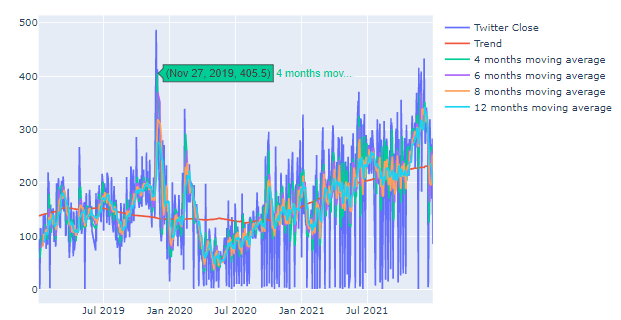 500
400
300
200
100
0
Jul 2019
Jan 2020
Jul 2020
Jan 2021
Jul 2021
(Nov 27, 2019, 405.5) 4 months mov...
Twitter Close
Trend
4 months moving average
6 months moving average
8 months moving average
12 months moving average